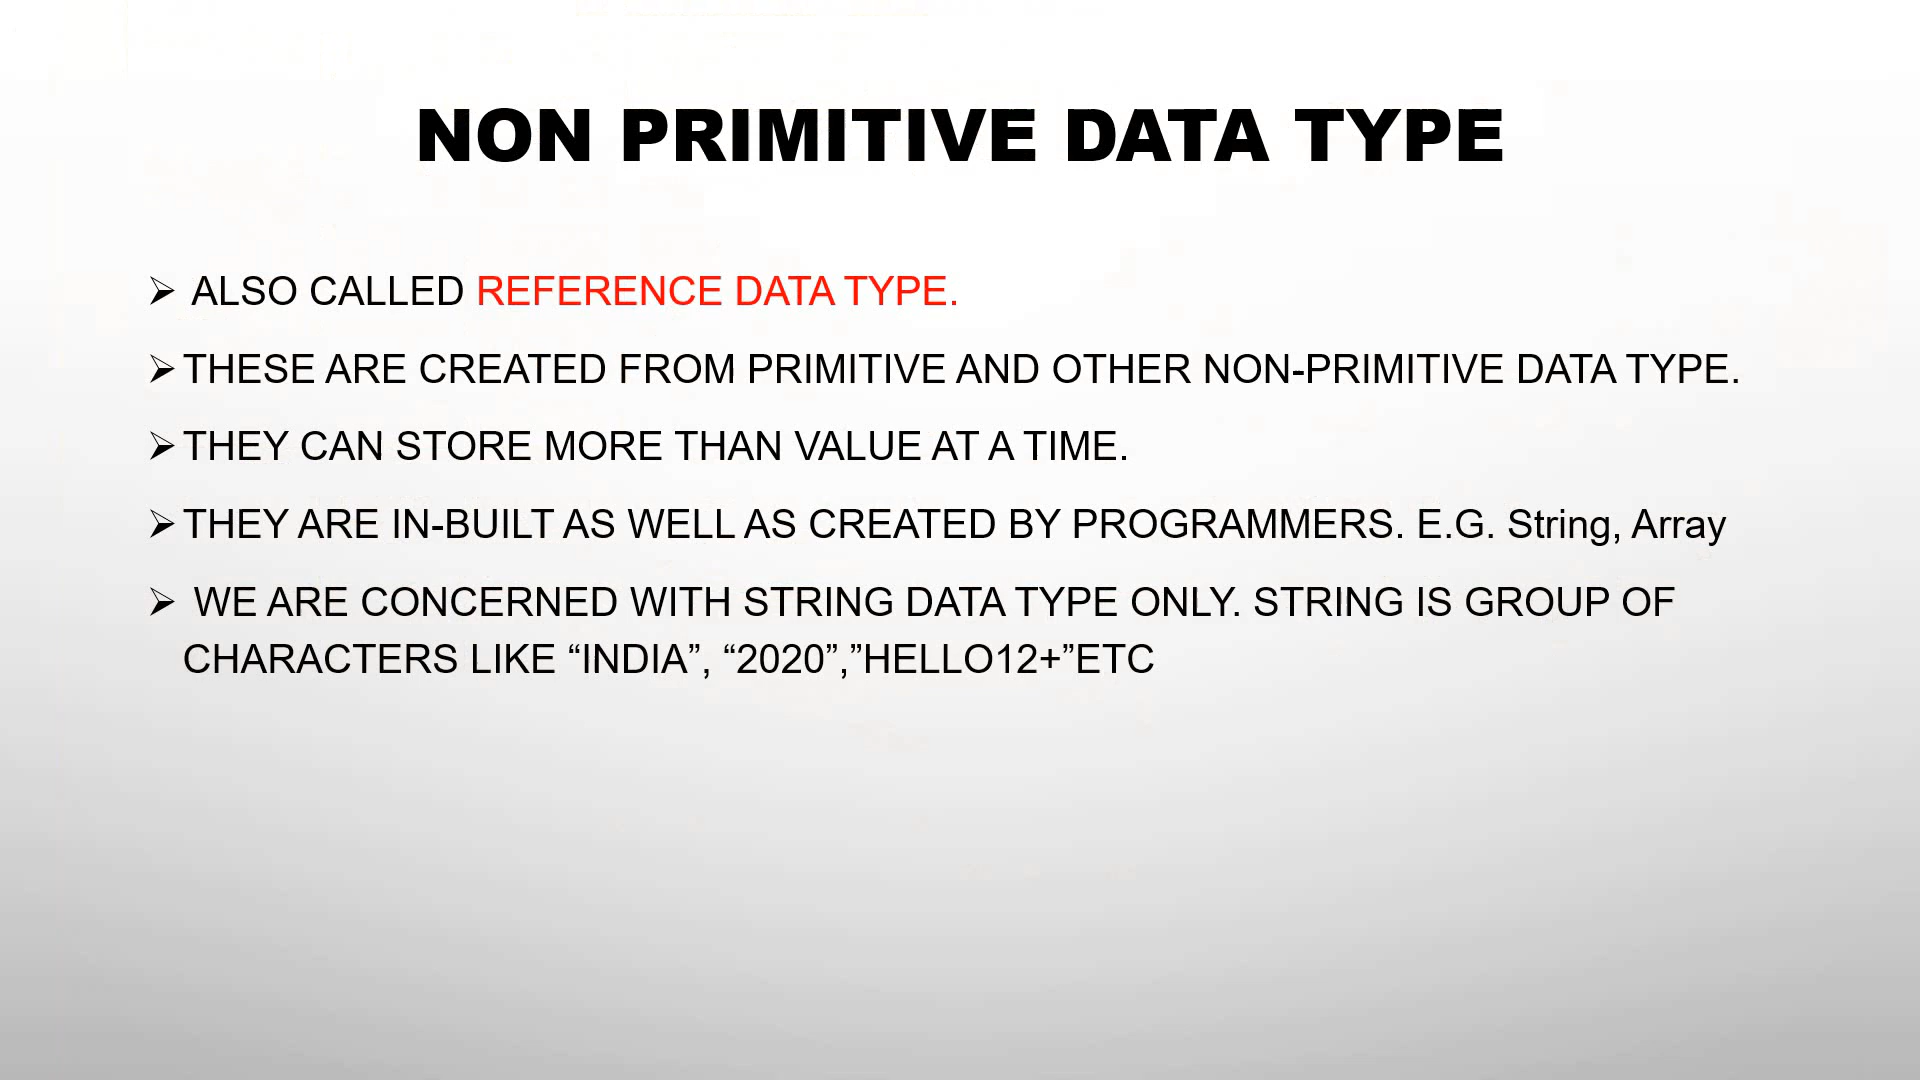 NON PRIMITIVE DATA TYPE
➢ ALSO CALLED REFERENCE DATA TYPE.
➢ THESE ARE CREATED FROM PRIMITIVE AND OTHER NON-PRIMITIVE DATA TYPE.
➢ THEY CAN STORE MORE THAN VALUE AT A TIME.
➢ THEY ARE IN-BUILT AS WELL AS CREATED BY PROGRAMMERS. E.G. String, Array
➢ WE ARE CONCERNED WITH STRING DATA TYPE ONLY. STRING IS GROUP OF
CHARACTERS LIKE “INDIA”, “2020”,”HELLO12+”ETC